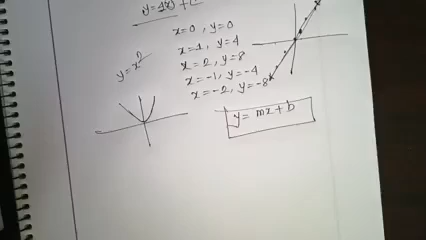 x=0 , y=0
x=1 , y=4
x=2 , y=8
x=-1 , y=-4
x=-2 , y=-8
y=x²
y= mx+b